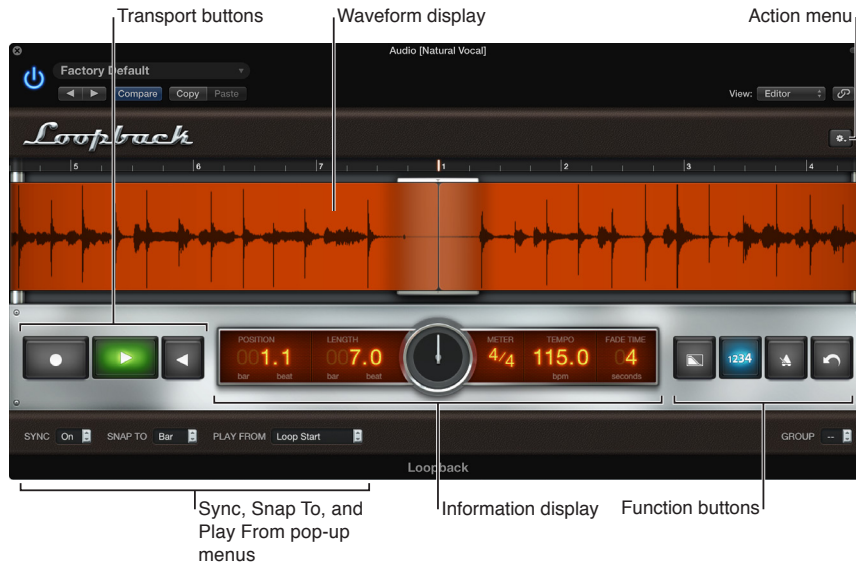 Transport buttons
Waveform display
Action menu
Audio [Natural Vocal]
Factory Default
Compare
Copy
Paste
View:
Editor
Loopback
5
6
7
1
2
3
4
POSITION
LENGTH
METER
TEMPO
FADE TIME
001.1
007.0
4/4
115.0
04
bar
beat
bar
beat
bpm
seconds
1234
SYNC
On
SNAP TO
Bar
PLAY FROM
Loop Start
GROUP
--
Loopback
Sync, Snap To, and
Play From pop-up
menus
Information display
Function buttons